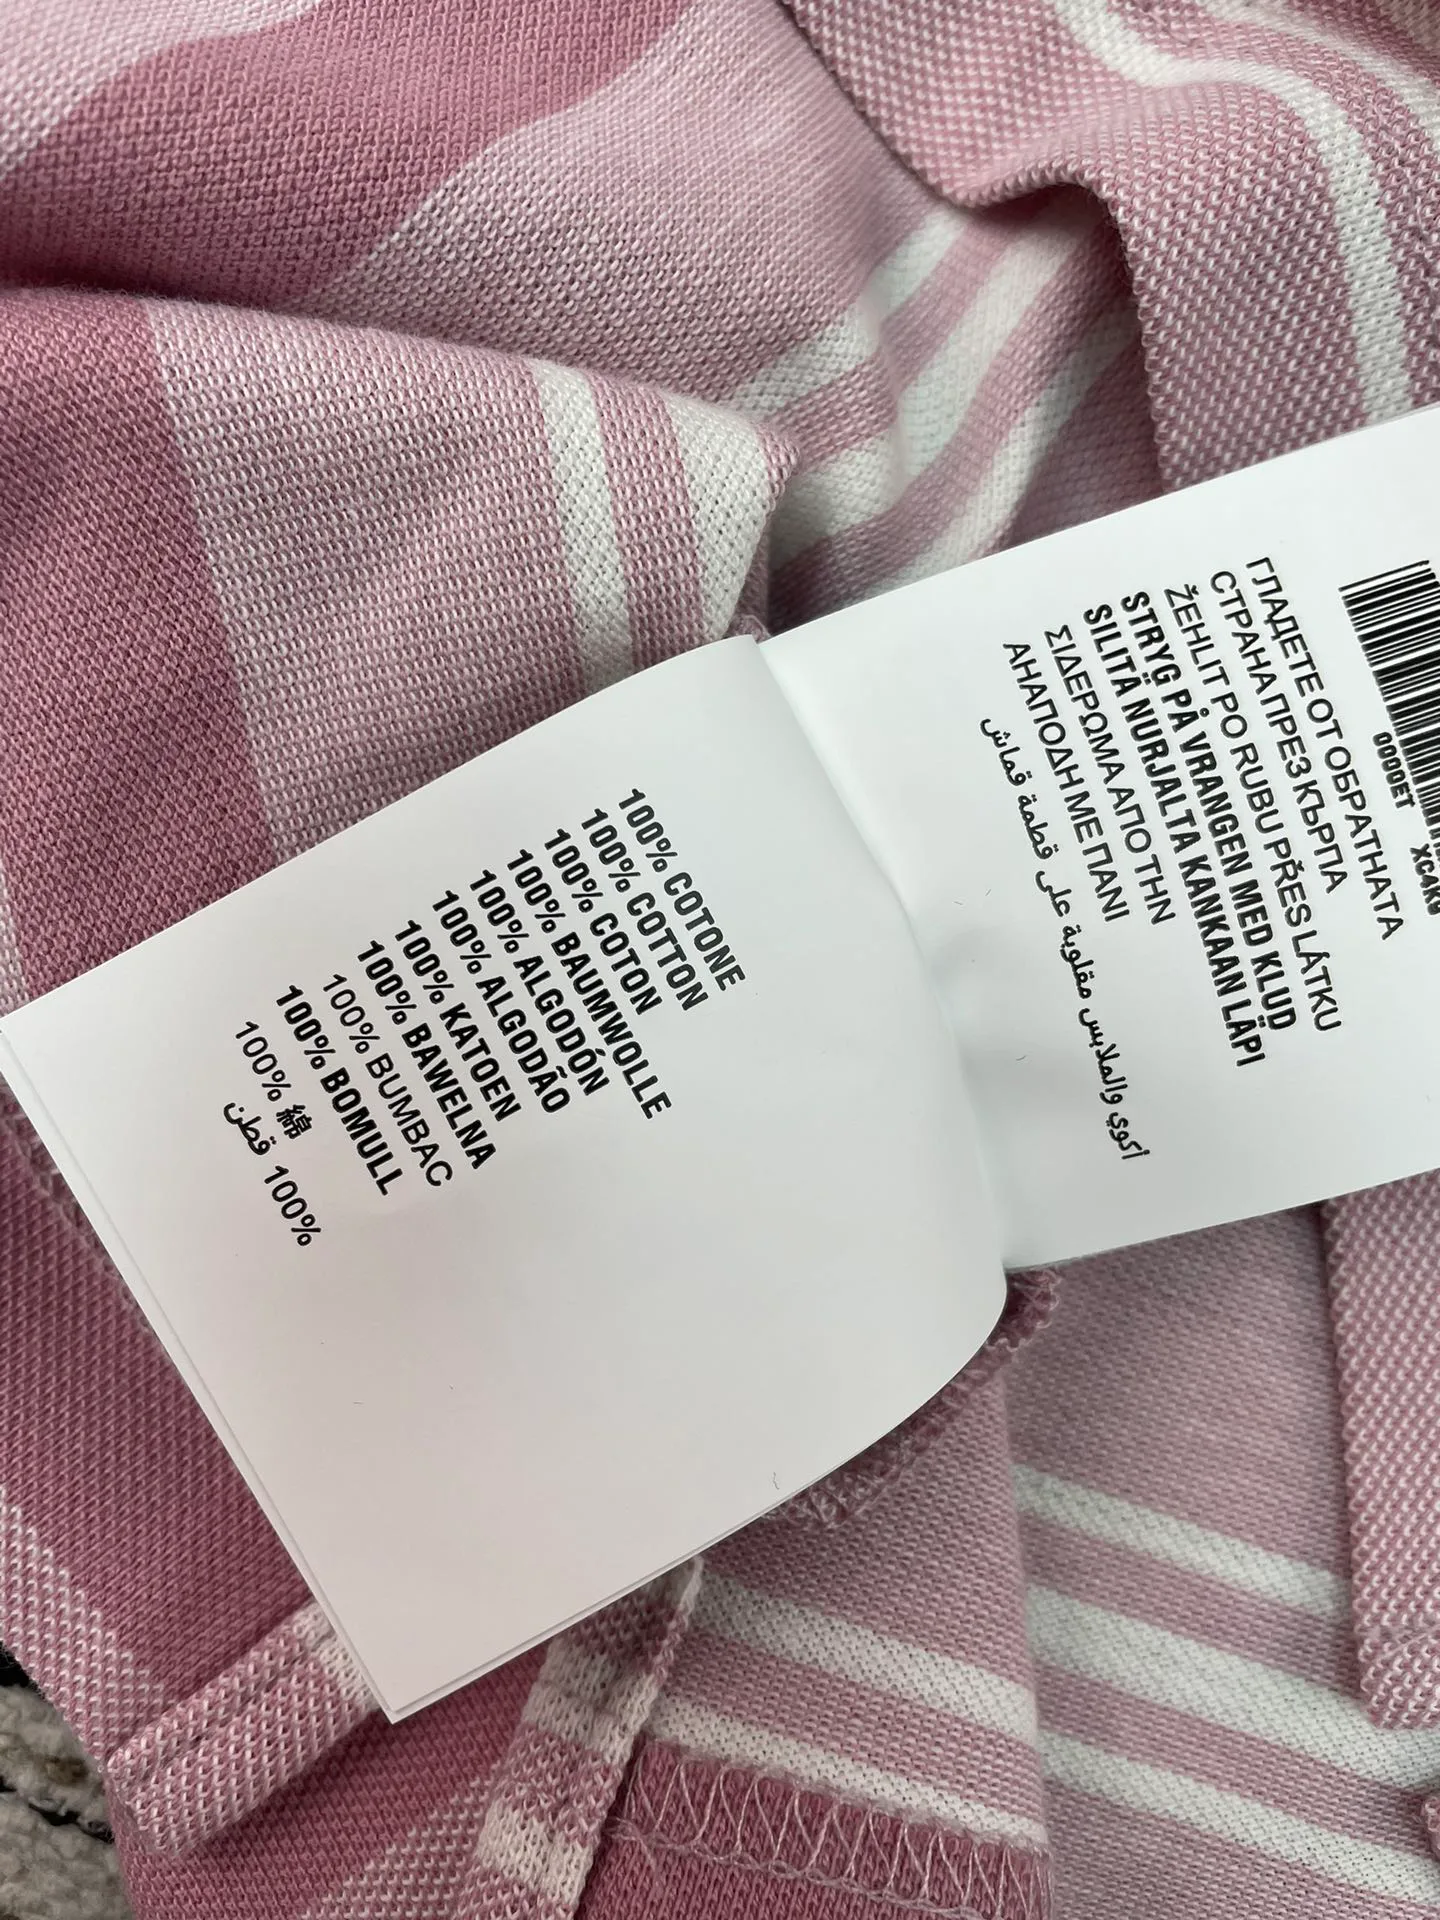 100% COTONE
100% COTTON
100% COTON
100% BAUMWOLLE
100% ALGODÓN
100% ALGODÃO
100% KATOEN
100% BAWELNA
100% BUMBAC
100% BOMULL
100% 綿
100% قطن
ГЛАДЕТЕ ОТ ОБРАТНАТА
СТРАНА ПРЕЗ КЪРПА
ŽEHLIT PO RUBU PŘES LÁTKU
STRYG PÅ VRANGEN MED KLUD
SILITÄ NURJALTA KANKAAN LÄPI
ΣΙΔΕΡΩΜΑ ΑΠΟ ΤΗΝ
ΑΝΑΠΟΔΗ ΜΕ ΠΑΝΙ
أكوي والملابس مقلوبة على قطعة قماش
0000ET